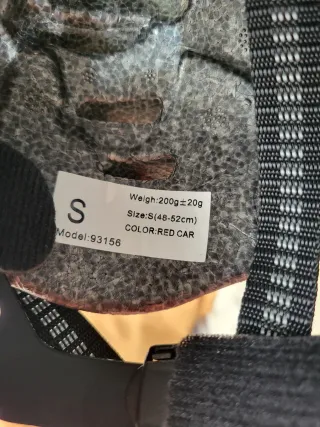 Weigh:200g±20g
S
Size:S(48-52cm)
COLOR:RED CAR
Model:93156